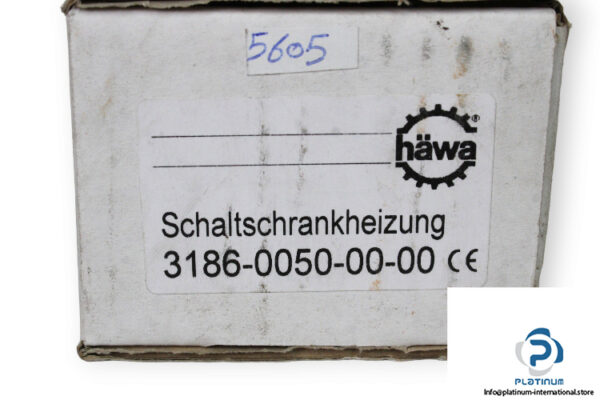 5605
häwa®
Schaltschrankheizung
3186-0050-00-00 CE
PLATINUM
Info@platinum-international.store